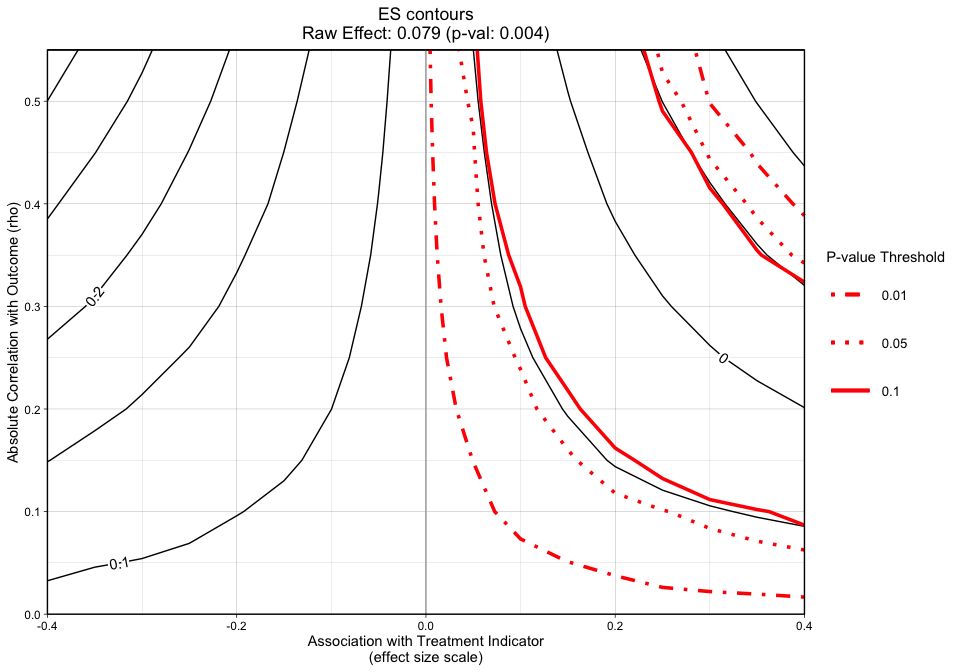 ES contours
Raw Effect: 0.079 (p-val: 0.004)
Absolute Correlation with Outcome (rho)
0.5
0.4
0.3
0.2
0.1
0.0
0.2
0.1
0
-0.4
-0.2
0.0
0.2
0.4
Association with Treatment Indicator
(effect size scale)
P-value Threshold
0.01
0.05
0.1